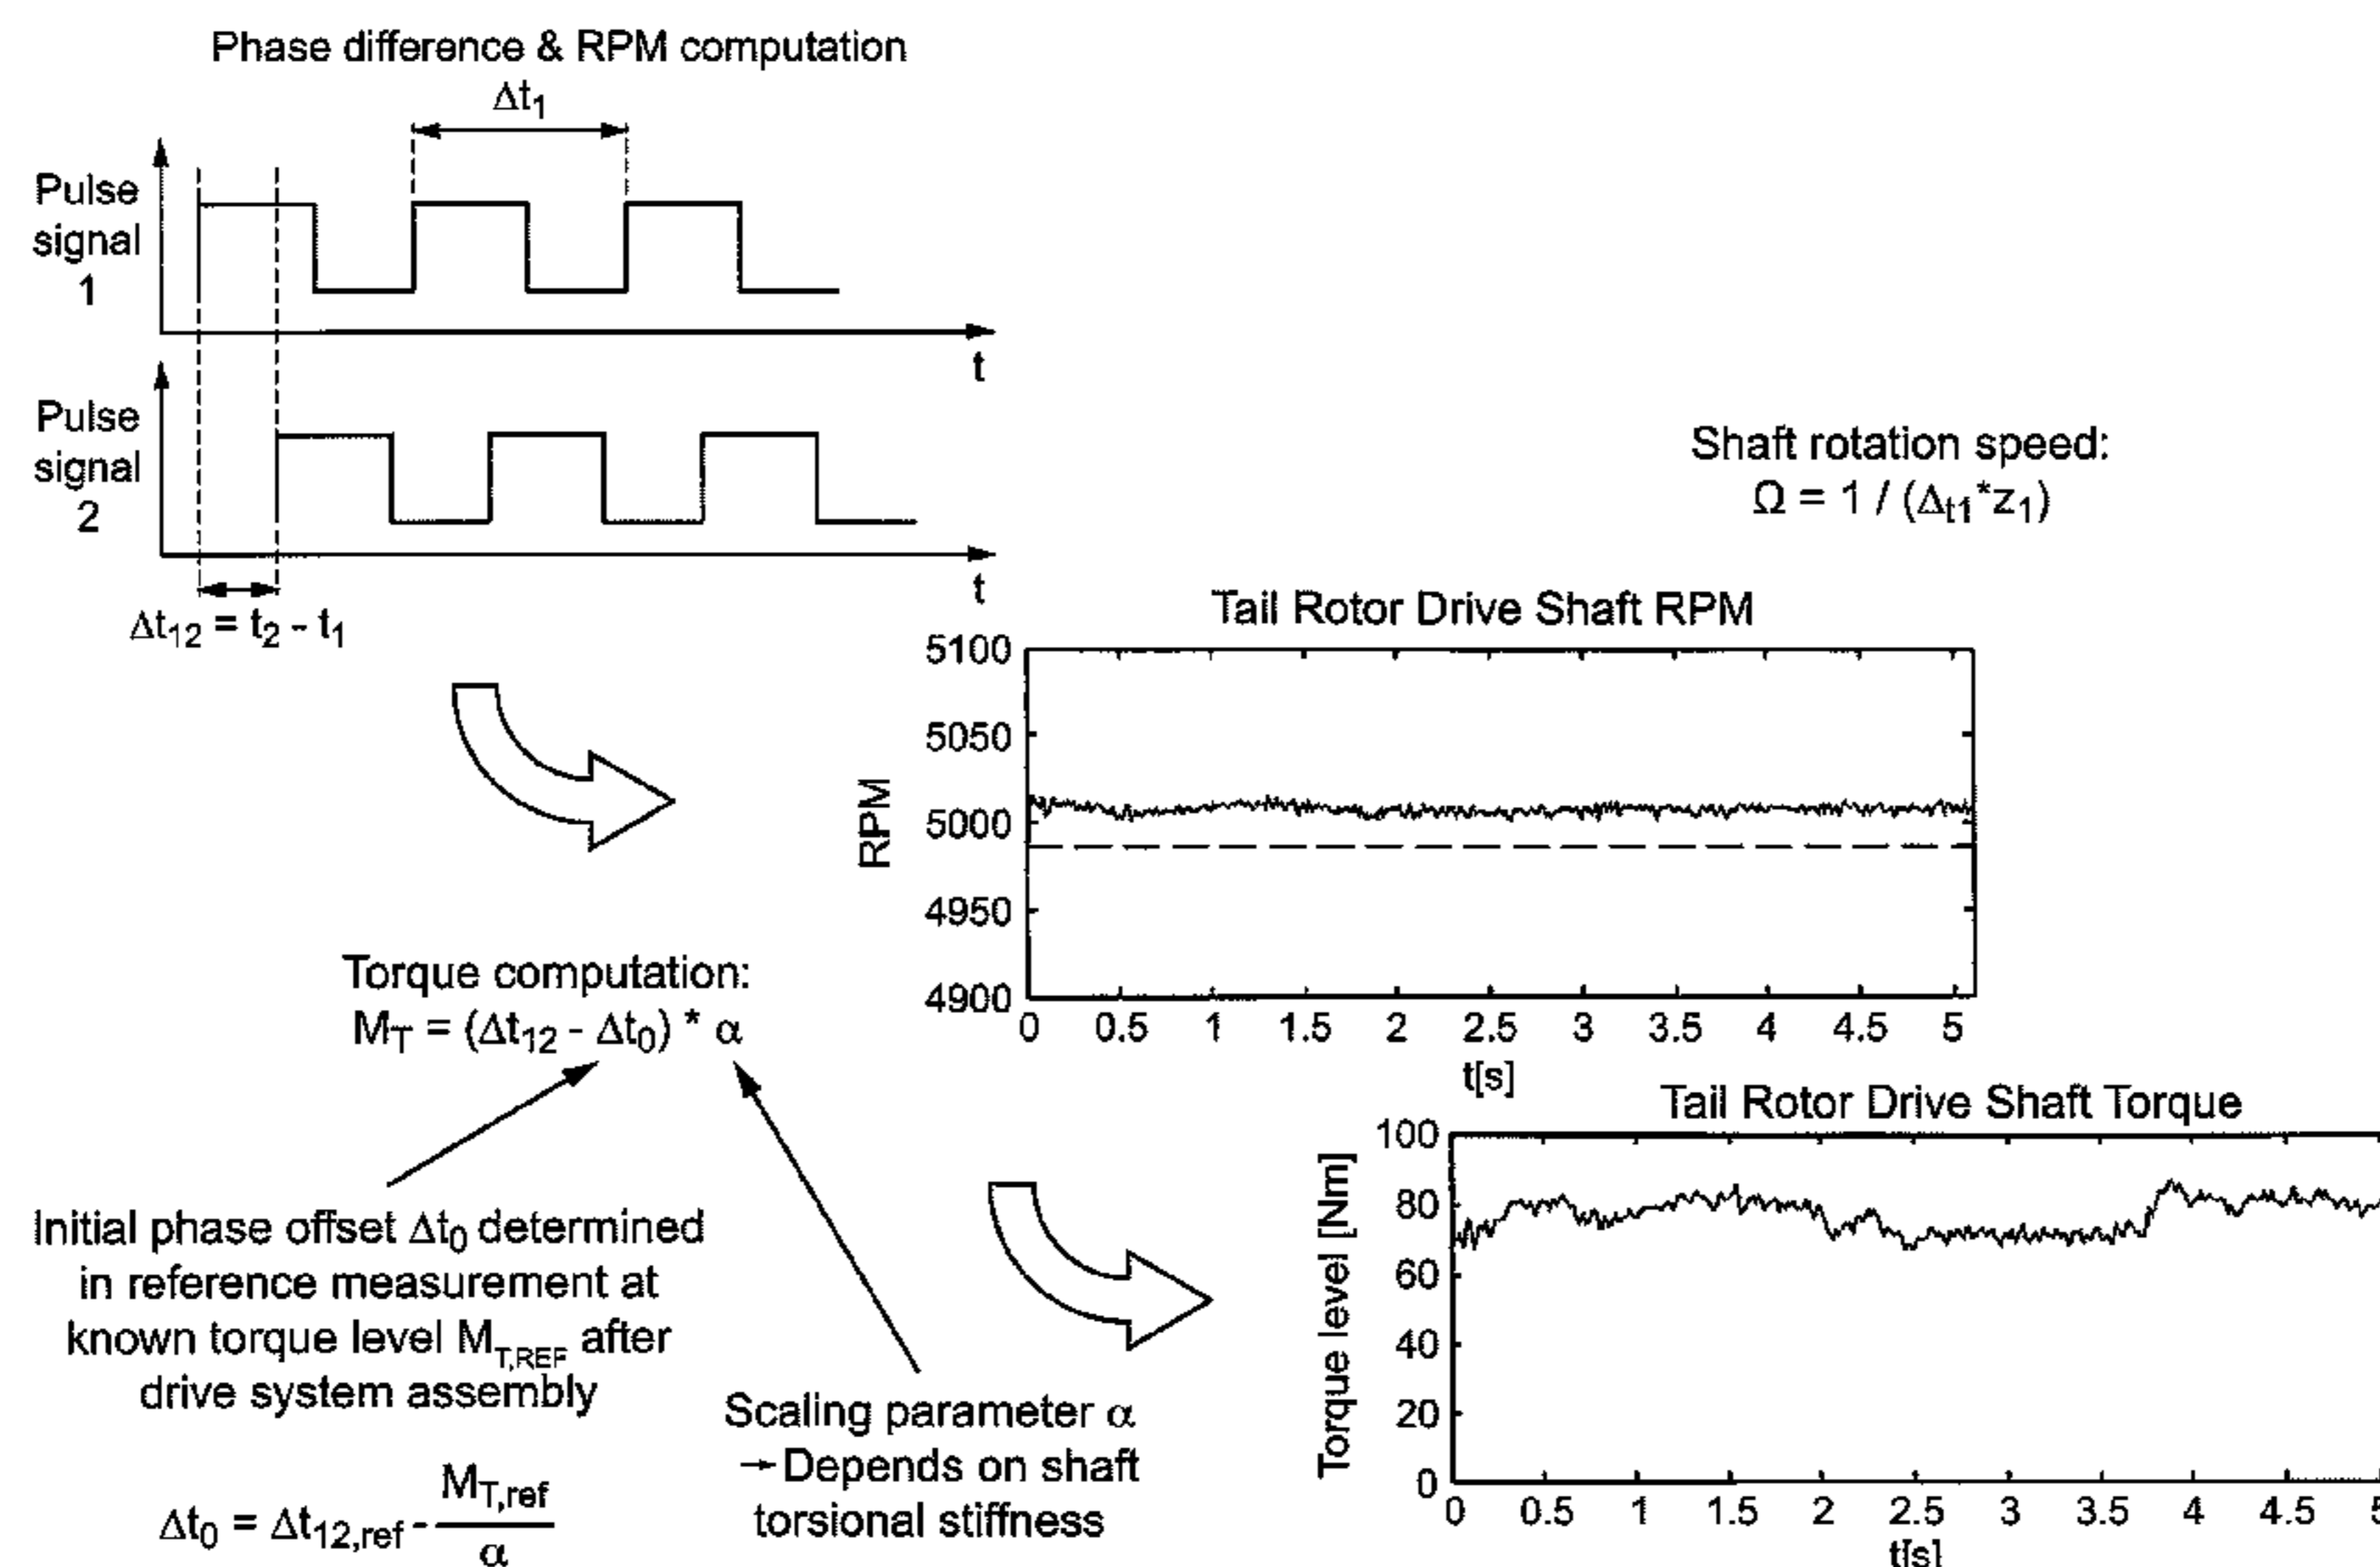 Phase difference & RPM computation
Δt1
Pulse
signal
1
t
Pulse
signal
2
t
Δt12 = t2 - t1
Shaft rotation speed:
Ω = 1 / (Δt1*z1)
Tail Rotor Drive Shaft RPM
5100
5050
5000
4950
4900
RPM
0 0.5 1 1.5 2 2.5 3 3.5 4 4.5 5
t[s]
Torque computation:
MT = (Δt12 - Δt0) * α
Initial phase offset Δt0 determined
in reference measurement at
known torque level MT,REF after
drive system assembly
Δt0 = Δt12,ref - MT,ref
α
Scaling parameter α
→Depends on shaft
torsional stiffness
Tail Rotor Drive Shaft Torque
100
80
60
40
20
0
Torque level [Nm]
0 0.5 1 1.5 2 2.5 3 3.5 4 4.5 5
t[s]